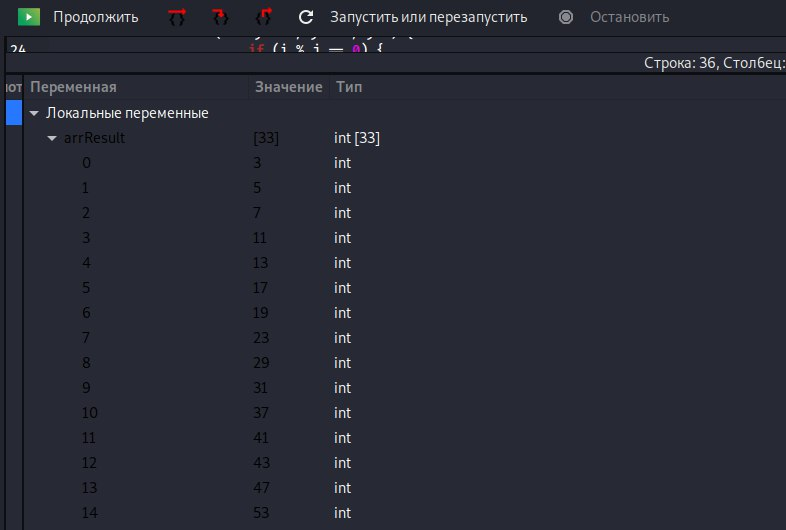 Продолжить Запустить или перезапустить Остановить
24 if (i % j == 0) {
Строка: 36, Столбец:
Переменная Значение Тип
Локальные переменные
arrResult [33] int [33]
0 3 int
1 5 int
2 7 int
3 11 int
4 13 int
5 17 int
6 19 int
7 23 int
8 29 int
9 31 int
10 37 int
11 41 int
12 43 int
13 47 int
14 53 int